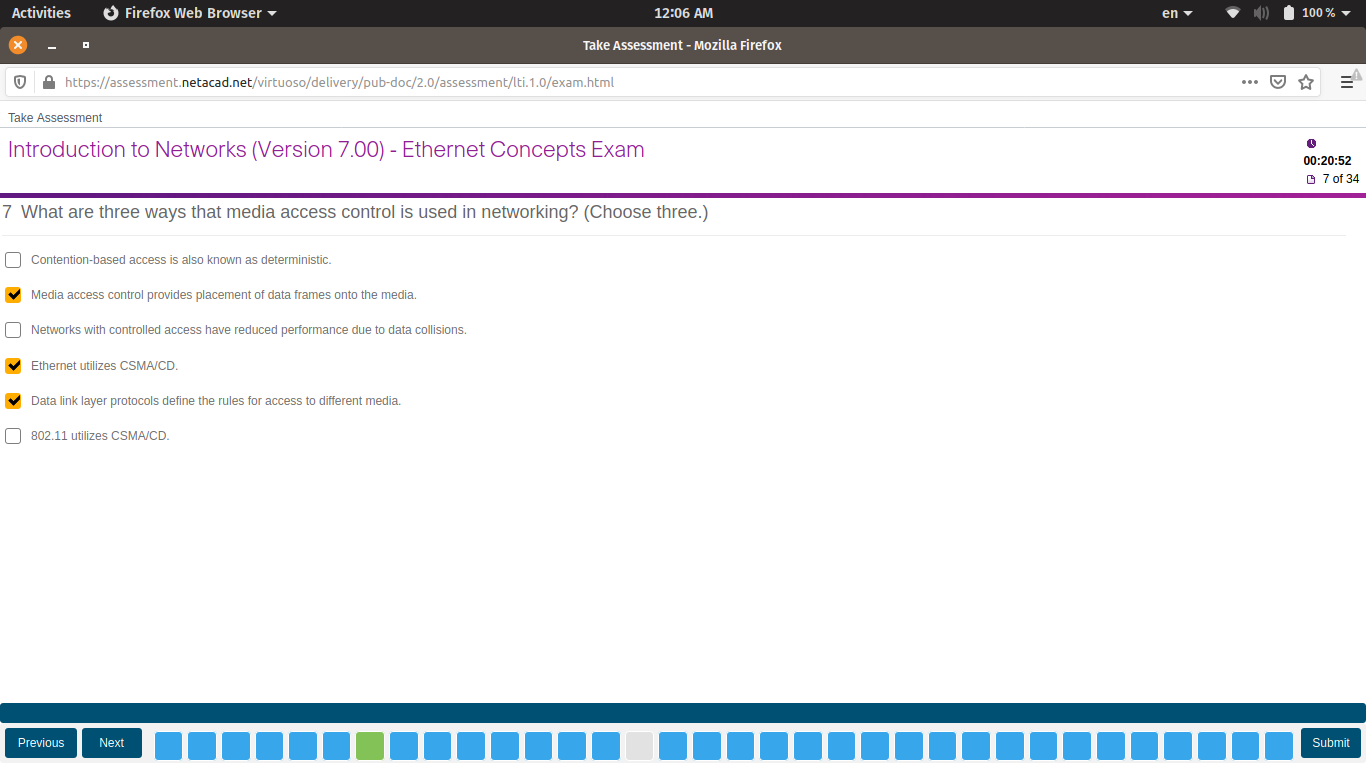 Activities Firefox Web Browser 12:06 AM en 100 %
Take Assessment - Mozilla Firefox
https://assessment.netacad.net/virtuoso/delivery/pub-doc/2.0/assessment/lti.1.0/exam.html
Take Assessment
Introduction to Networks (Version 7.00) - Ethernet Concepts Exam
00:20:52
7 of 34
7 What are three ways that media access control is used in networking? (Choose three.)
Contention-based access is also known as deterministic.
Media access control provides placement of data frames onto the media.
Networks with controlled access have reduced performance due to data collisions.
Ethernet utilizes CSMA/CD.
Data link layer protocols define the rules for access to different media.
802.11 utilizes CSMA/CD.
Previous Next Submit